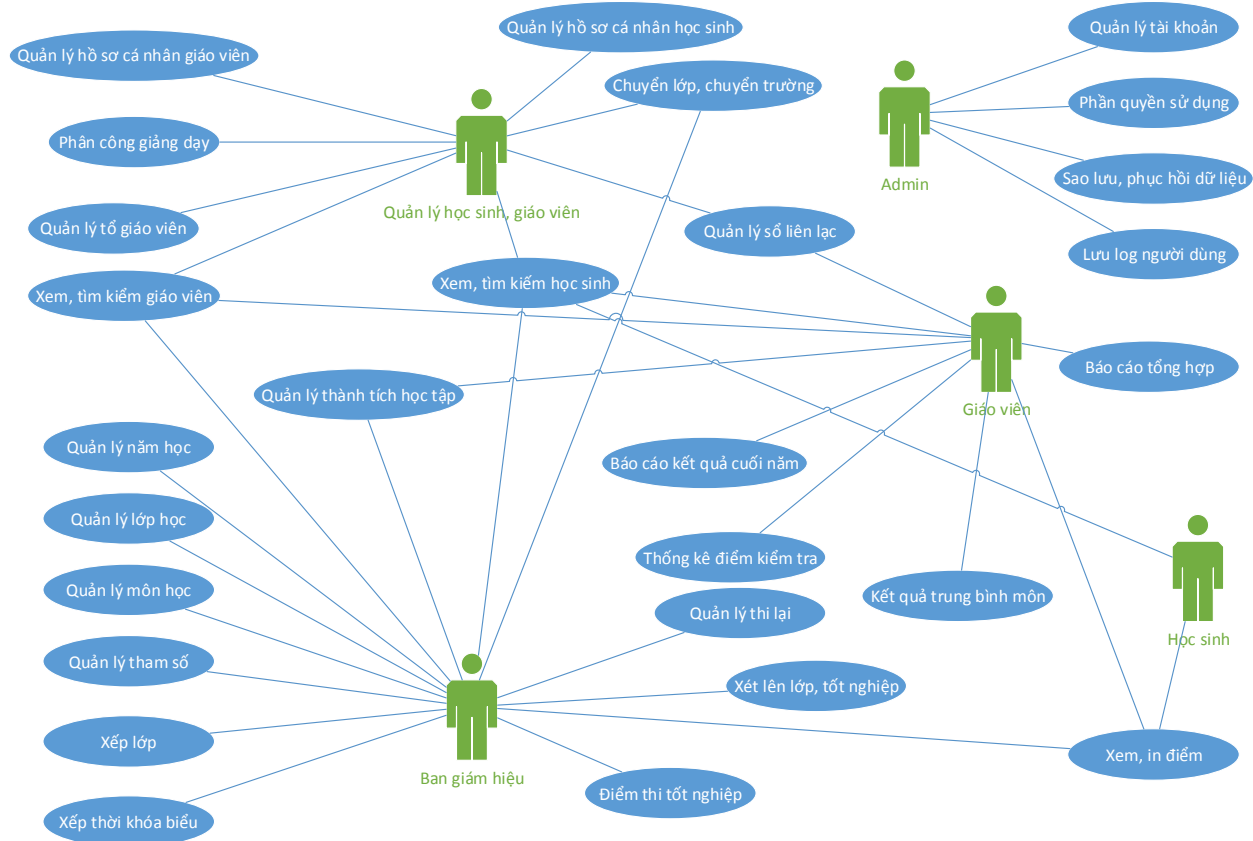 Quản lý hồ sơ cá nhân học sinh
Quản lý tài khoản
Quản lý hồ sơ cá nhân giáo viên
Chuyển lớp, chuyển trường
Phần quyền sử dụng
Phân công giảng dạy
Sao lưu, phục hồi dữ liệu
Admin
Quản lý học sinh, giáo viên
Quản lý tổ giáo viên
Quản lý sổ liên lạc
Lưu log người dùng
Xem, tìm kiếm học sinh
Xem, tìm kiểm giáo viên
Báo cáo tổng hợp
Quản lý thành tích học tập
Giáo viên
Quản lý năm học
Báo cáo kết quả cuối năm
Quản lý lớp học
Thống kê điểm kiểm tra
Quản lý môn học
Kết quả trung bình môn
Quản lý thi lại
Học sinh
Quản lý tham số
Xét lên lớp, tốt nghiệp
Xếp lớp
Xem, in điểm
Ban giám hiệu
Điểm thi tốt nghiệp
Xếp thời khóa biểu